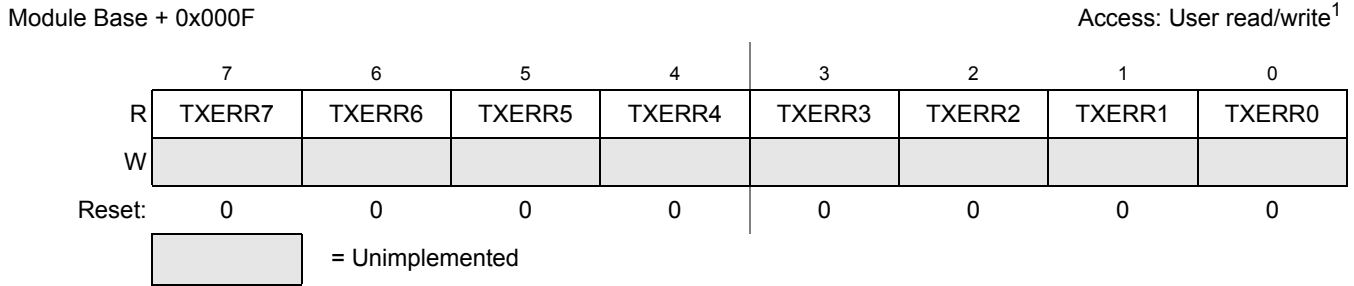 Module Base + 0x000F Access: User read/write1
7 6 5 4 3 2 1 0
R TXERR7 TXERR6 TXERR5 TXERR4 TXERR3 TXERR2 TXERR1 TXERR0
W
Reset: 0 0 0 0 0 0 0 0
= Unimplemented